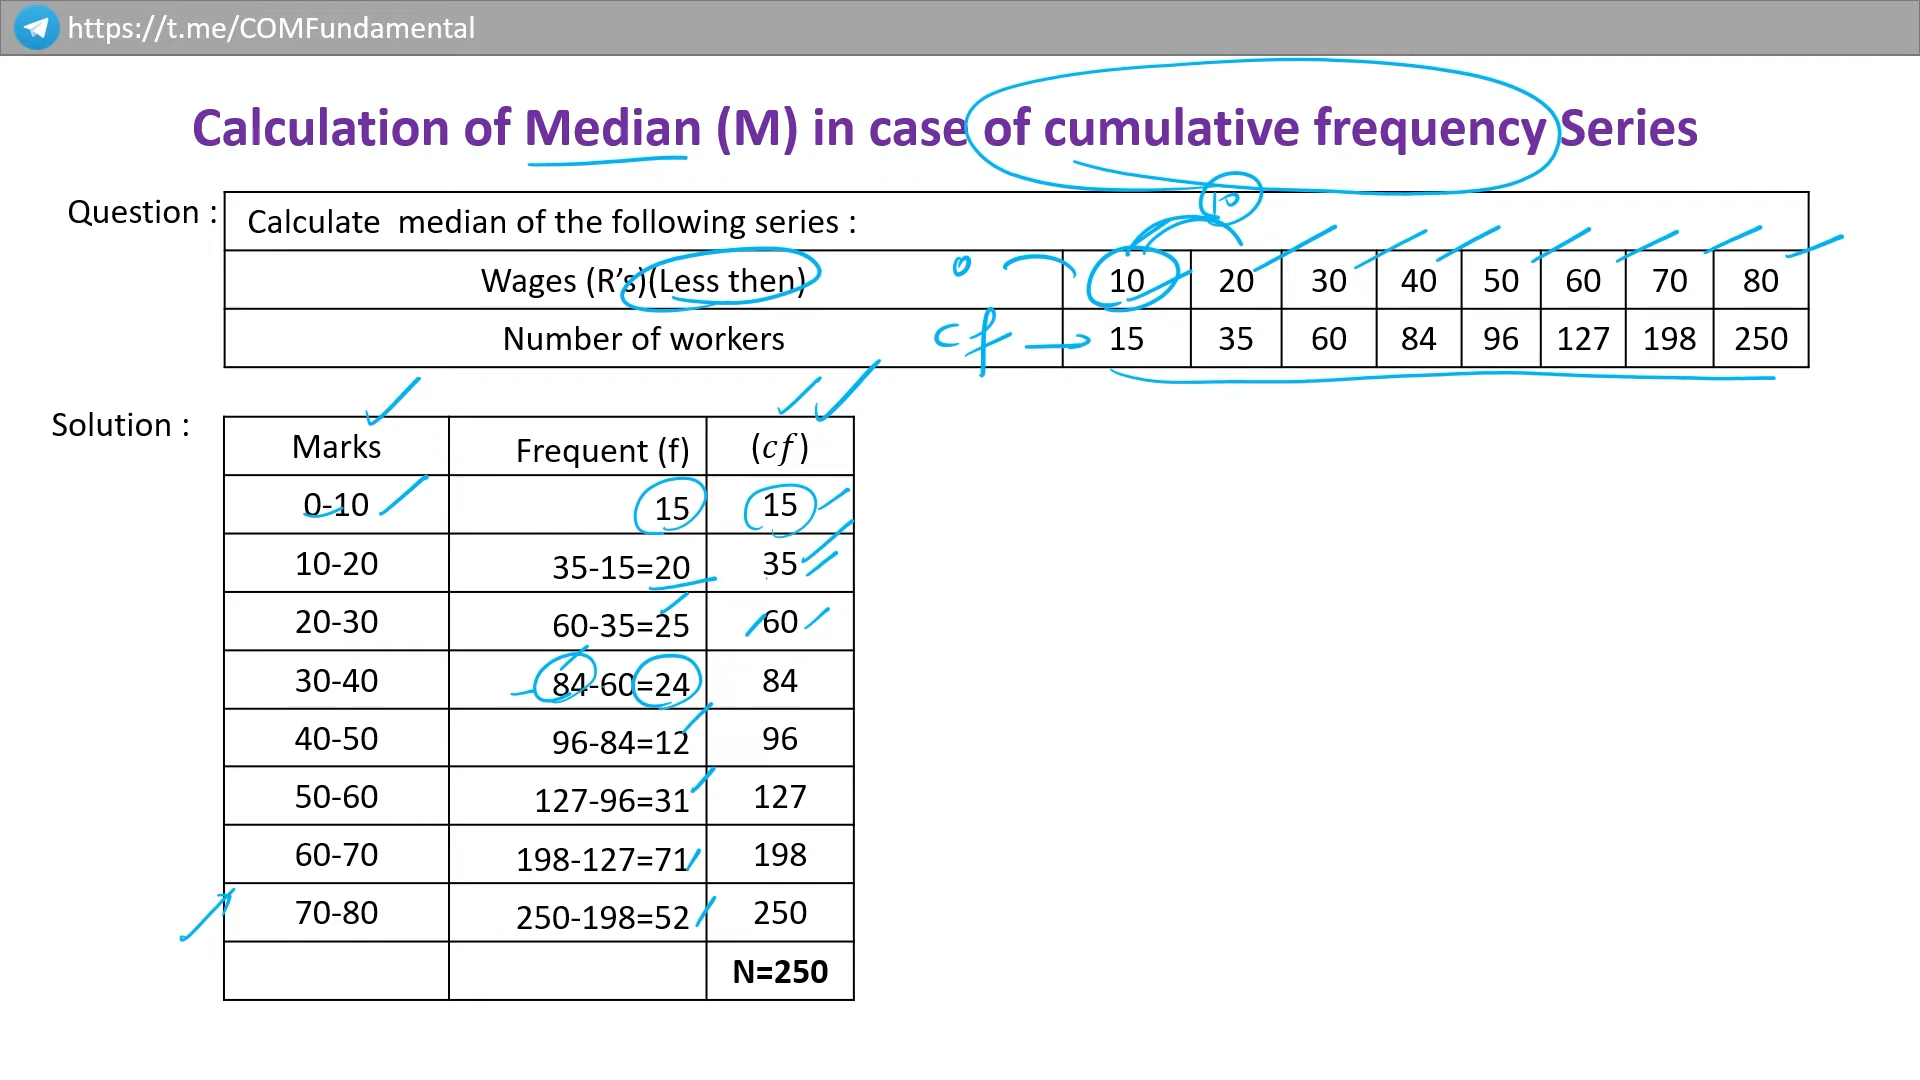 https://t.me/COMFundamental
Calculation of Median (M) in case of cumulative frequency Series
Question :
Calculate median of the following series :
10
Wages (R's)(Less then) 0 10 20 30 40 50 60 70 80
Number of workers cf 15 35 60 84 96 127 198 250
Solution :
Marks Frequent (f) (cf)
0-10 15 15
10-20 35-15=20 35
20-30 60-35=25 60
30-40 84-60=24 84
40-50 96-84=12 96
50-60 127-96=31 127
60-70 198-127=71 198
70-80 250-198=52 250
N=250